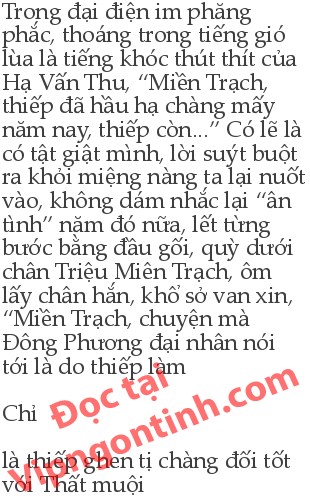 Trong đại điện im phăng
phắc, thoáng trong tiếng gió
lùa là tiếng khóc thút thít của
Hạ Vấn Thu, “Miền Trạch,
thiếp đã hầu hạ chàng mấy
năm nay, thiếp còn...” Có lẽ là
có tật giật mình, lời suýt buột
ra khỏi miệng nàng ta lại nuốt
vào, không dám nhắc lại “ân
tình” năm đó nữa, lết từng
bước bằng đầu gối, quỳ dưới
chân Triệu Miên Trạch, ôm
lấy chân hắn, khổ sở van xin,
“Miền Trạch, chuyện mà
Đông Phương đại nhân nói
tới là do thiếp làm
Chỉ
là thiếp ghen tị chàng đối tốt
với Thất muội
Đọc tại
Vipngontinh.com